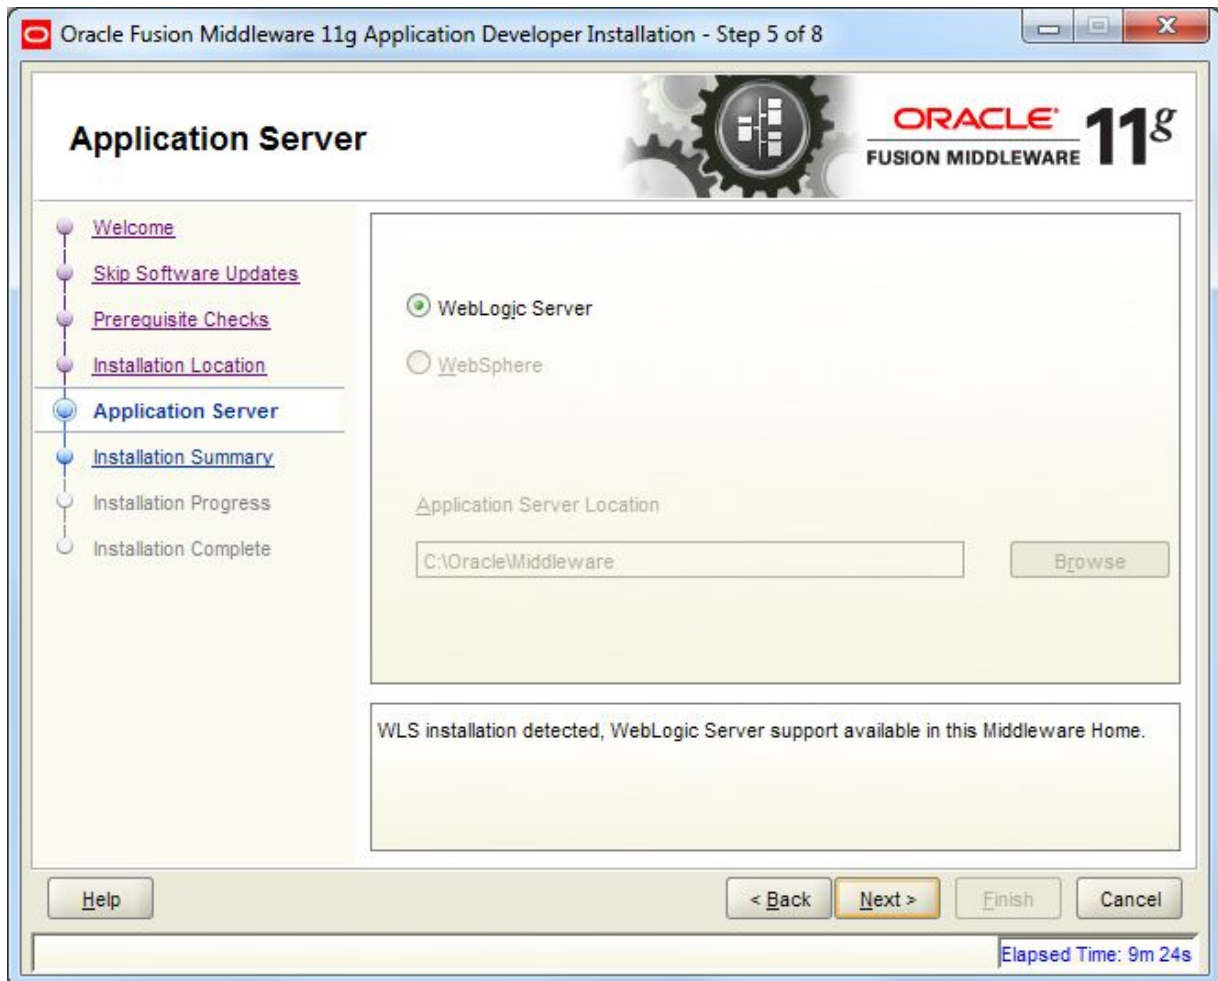 Oracle Fusion Middleware 11g Application Developer Installation - Step 5 of 8
Application Server
ORACLE
FUSION MIDDLEWARE 11g
Welcome
Skip Software Updates
Prerequisite Checks
Installation Location
Application Server
Installation Summary
Installation Progress
Installation Complete
WebLogic Server
WebSphere
Application Server Location
C:\Oracle\Middleware Browse
WLS installation detected, WebLogic Server support available in this Middleware Home.
Help < Back Next > Finish Cancel
Elapsed Time: 9m 24s